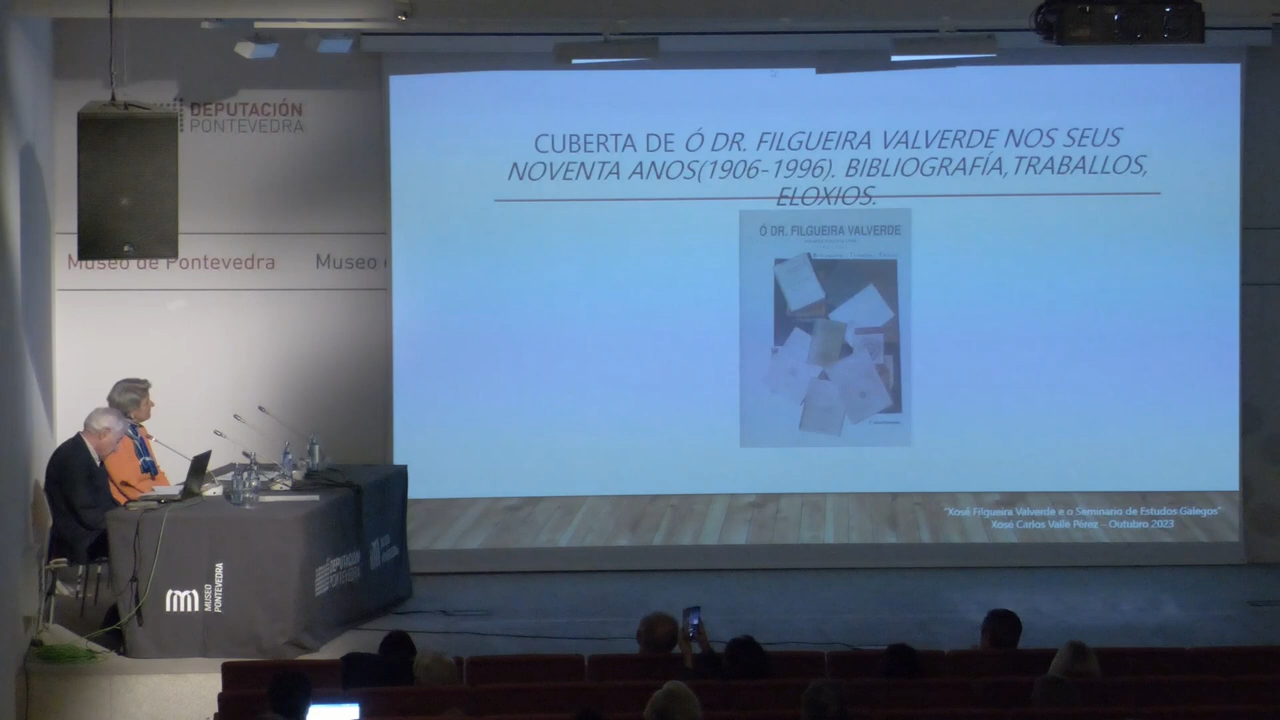 DEPUTACIÓN
PONTEVEDRA
Museo de Pontevedra Museo
CUBERTA DE Ó DR. FILGUEIRA VALVERDE NOS SEUS
NOVENTA ANOS(1906-1996). BIBLIOGRAFÍA,TRABALLOS,
ELOXIOS.
Ó DR. FILGUEIRA VALVERDE
"Xosé Filgueira Valverde e o Seminario de Estudos Galegos"
Xosé Carlos Valle Pérez – Outubro 2023
MUSEO
PONTEVEDRA
DEPUTACIÓN
PONTEVEDRA